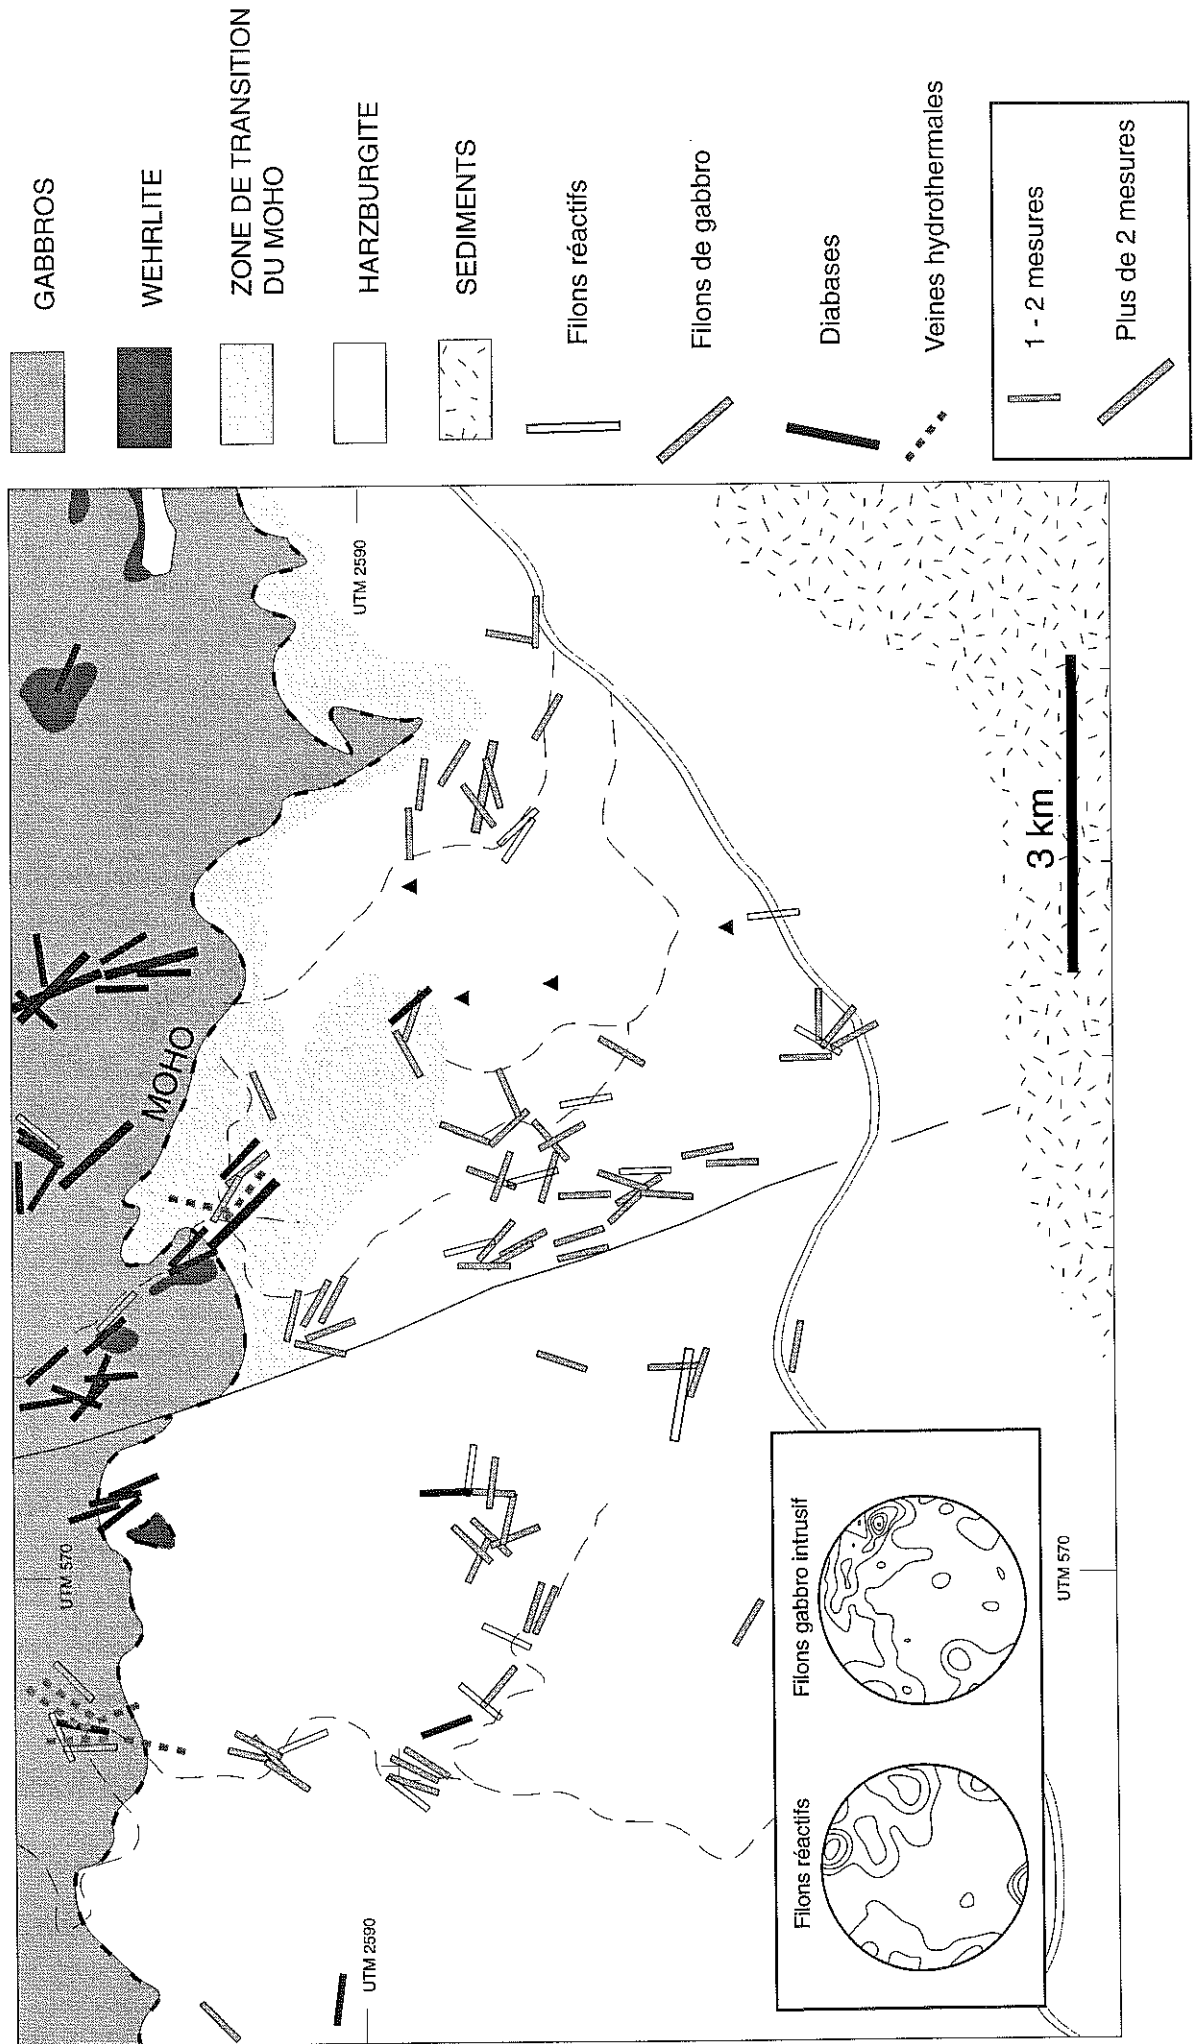 GABBROS
WEHRLITE
ZONE DE TRANSITION
DU MOHO
HARZBURGITE
SEDIMENTS
Filons réactifs
Filons de gabbro
Diabases
Veines hydrothermales
1 - 2 mesures
Plus de 2 mesures
MOHO
UTM 2590
UTM 570
UTM 2590
UTM 570
3 km
Filons réactifs
Filons gabbro intrusif